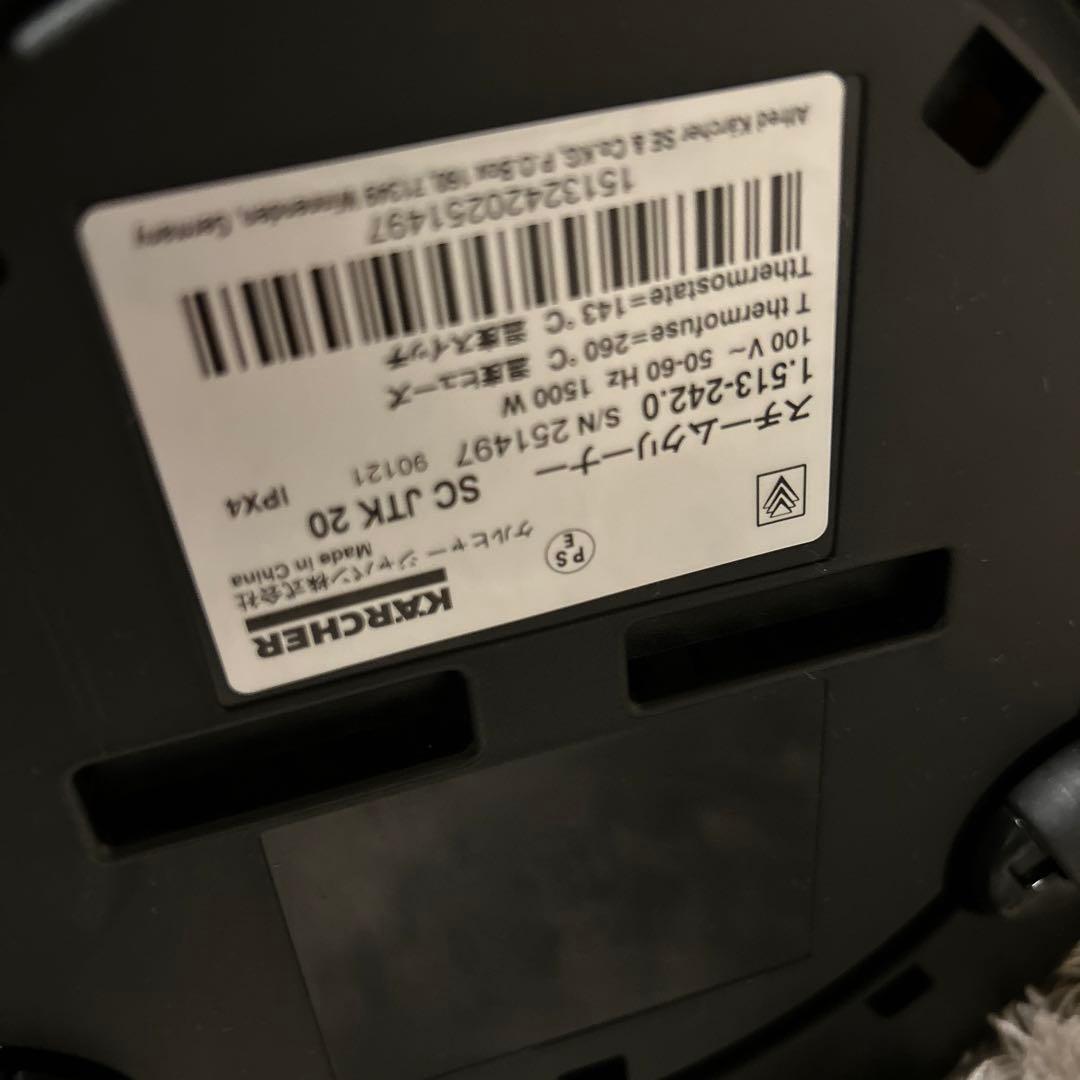 KÄRCHER
ケルヒャー ジャパン株式会社
Made in China
PS
E
スチームクリーナー SC JTK 20 IPX4
1.513-242.0 S/N 251497 90121
100 V~ 50-60 Hz 1500 W
T thermofuse=260 °C 温度ヒューズ
Tthermostate=143 °C 温度スイッチ
15132420251497
Alfred Kärcher SE & Co.KG, P.O.Box 160, 71349 Winnenden, Germany